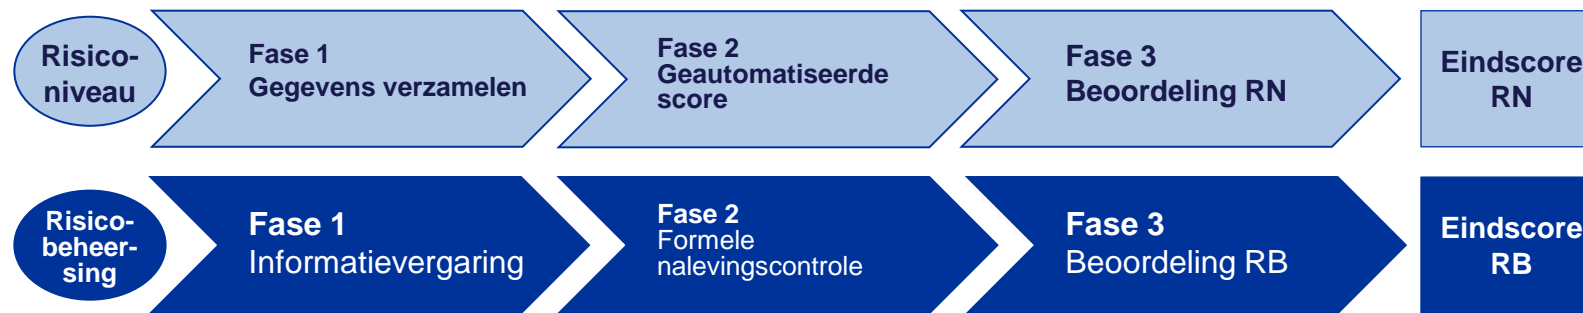 Risico-
niveau
Fase 1
Gegevens verzamelen
Fase 2
Geautomatiseerde
score
Fase 3
Beoordeling RN
Eindscore
RN
Risico-
beheer-
sing
Fase 1
Informatievergaring
Fase 2
Formele
nalevingscontrole
Fase 3
Beoordeling RB
Eindscore
RB